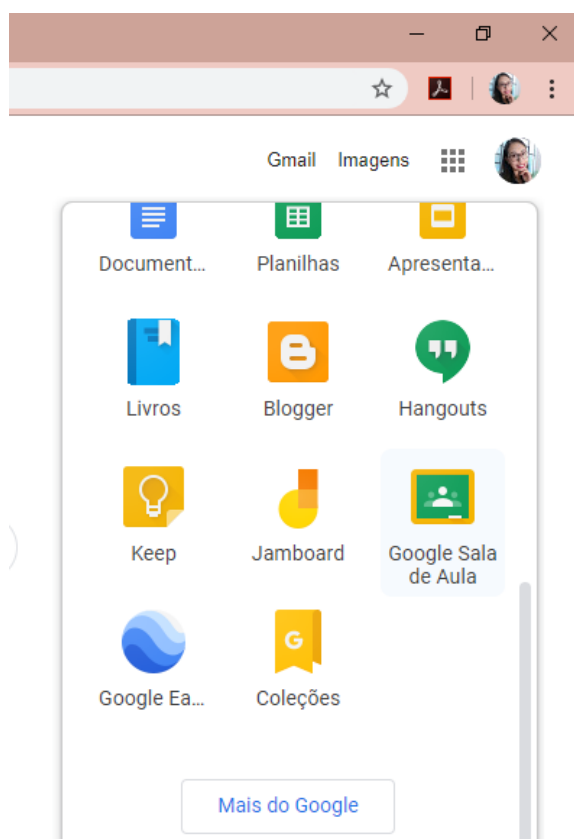 Gmail Imagens
Document... Planilhas Apresenta...
Livros Blogger Hangouts
Keep Jamboard Google Sala
de Aula
Google Ea... Coleções
G
Mais do Google